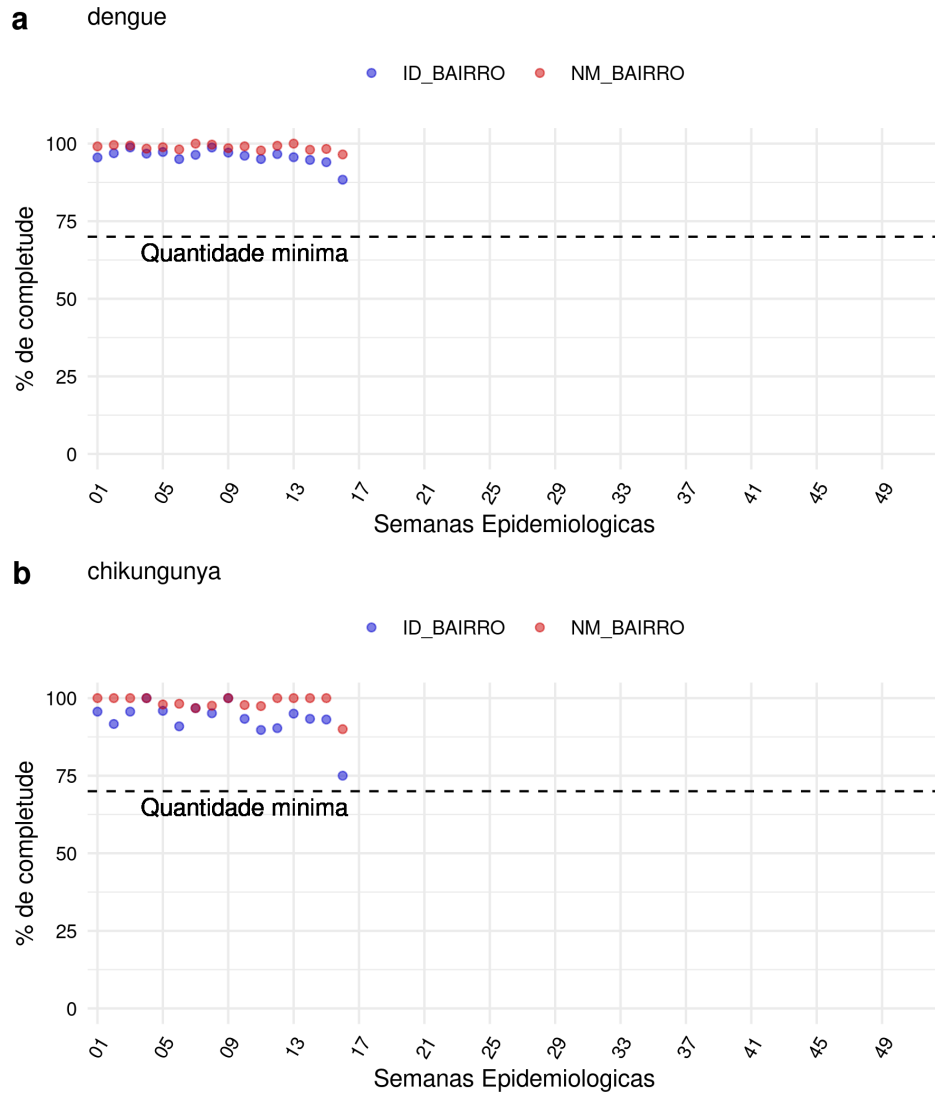 a dengue
ID_BAIRRO NM_BAIRRO
100
75
Quantidade minima
50
25
0
% de completude
01 05 09 13 17 21 25 29 33 37 41 45 49
Semanas Epidemiologicas
b chikungunya
ID_BAIRRO NM_BAIRRO
100
75
Quantidade minima
50
25
0
% de completude
01 05 09 13 17 21 25 29 33 37 41 45 49
Semanas Epidemiologicas